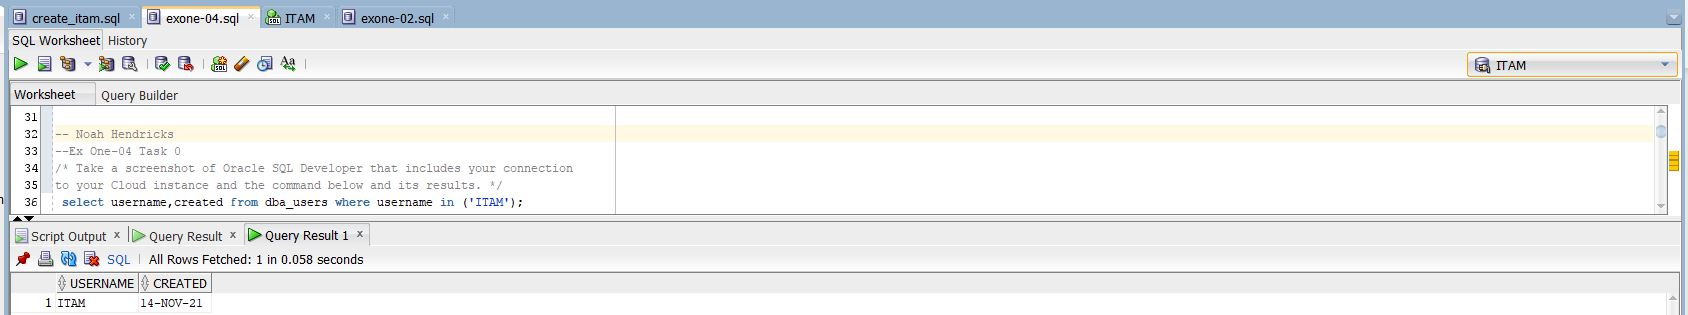 create_itam.sql exone-04.sql ITAM exone-02.sql
SQL Worksheet History
ITAM
Worksheet Query Builder
31
32 -- Noah Hendricks
33 --Ex One-04 Task 0
34 /* Take a screenshot of Oracle SQL Developer that includes your connection
35 to your Cloud instance and the command below and its results. */
36 select username,created from dba_users where username in ('ITAM');
Script Output Query Result Query Result 1
SQL All Rows Fetched: 1 in 0.058 seconds
USERNAME CREATED
1 ITAM 14-NOV-21